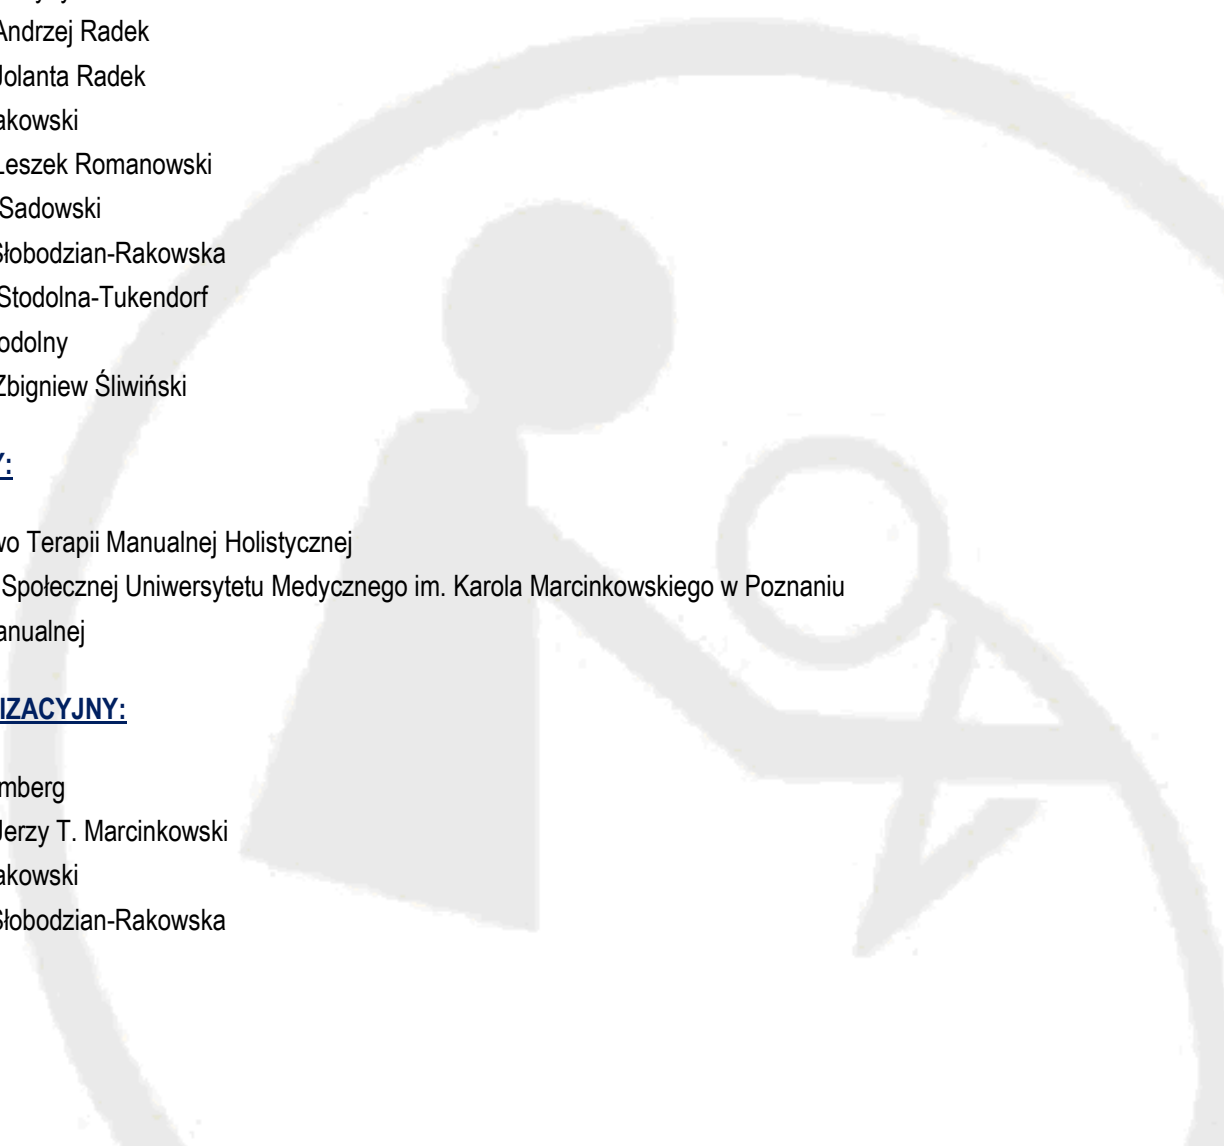 Andrzej Radek
Jolanta Radek
akowski
Leszek Romanowski
Sadowski
Słobodzian-Rakowska
Stodolna-Tukendorf
odolny
Zbigniew Śliwiński
Y:
wo Terapii Manualnej Holistycznej
Społecznej Uniwersytetu Medycznego im. Karola Marcinkowskiego w Poznaniu
anualnej
IZACYJNY:
mberg
Jerzy T. Marcinkowski
akowski
Słobodzian-Rakowska